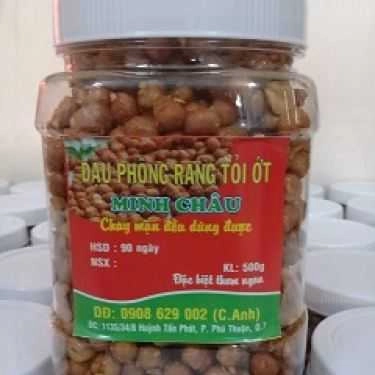 ĐẬU PHỘNG RANG TỎI ỚT
MINH CHÂU
Chay mặn đều dùng được
HSD : 90 ngày
NSX :
KL: 500g
Đặc biệt thơm ngon
DĐ: 0908 629 002 (C.Anh)
ĐC: 1135/34/8 Huỳnh Tấn Phát, P. Phú Thuận, Q.7